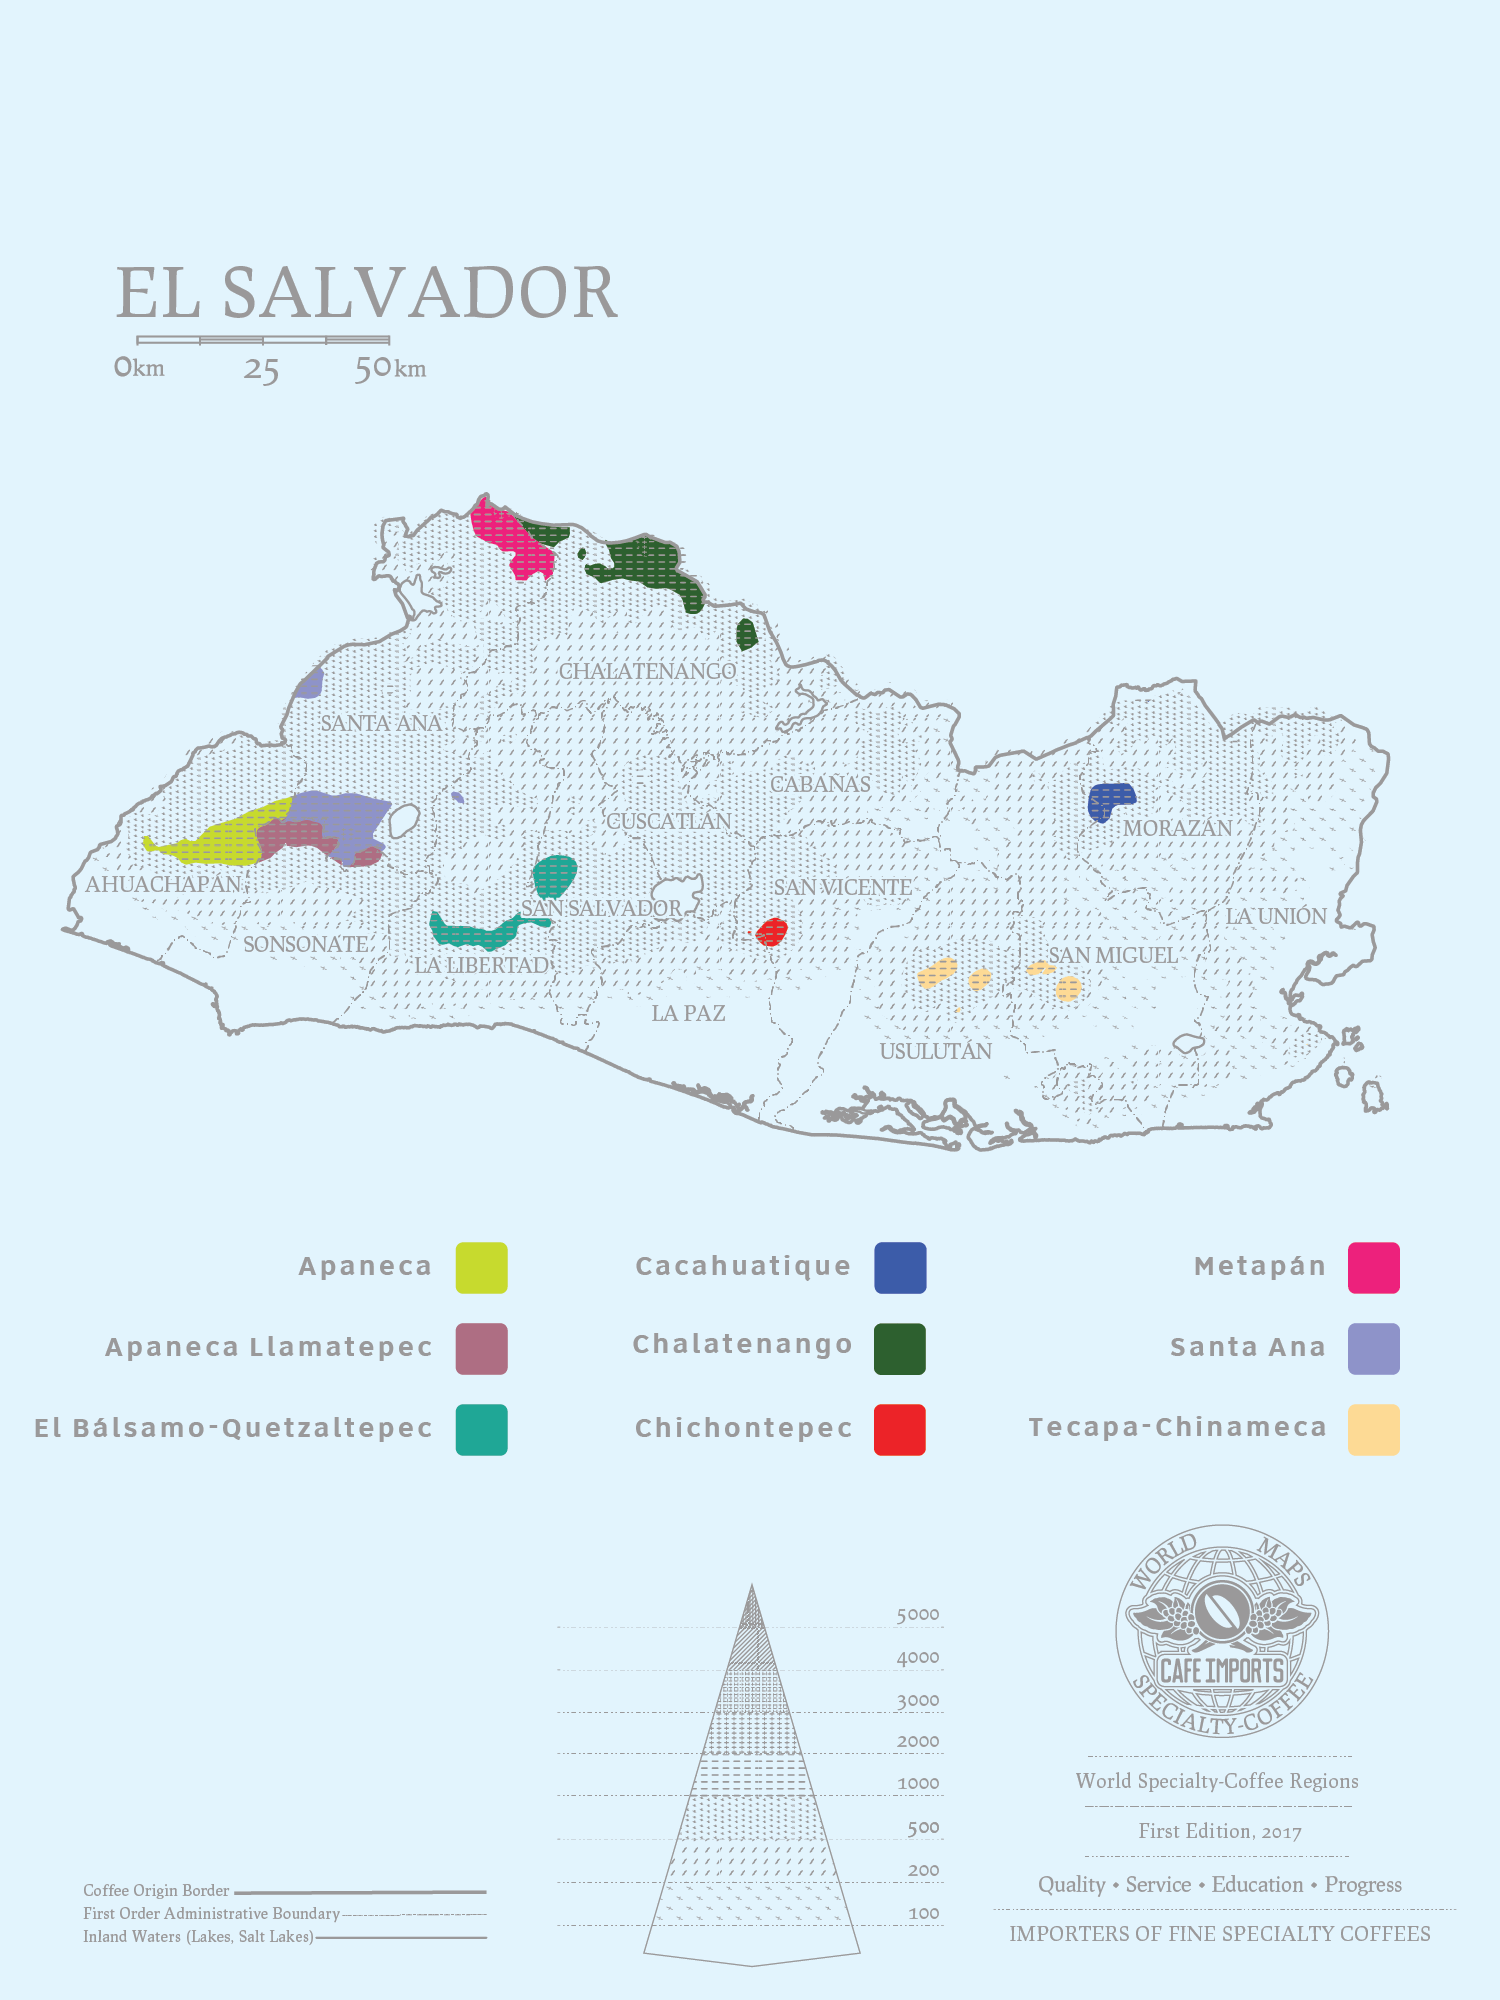 EL SALVADOR
0km 25 50km
CHALATENANGO
SANTA ANA
CABAÑAS
CUSCATLÁN
MORAZÁN
AHUACHAPÁN
SAN VICENTE
SAN SALVADOR
LA UNIÓN
SONSONATE
SAN MIGUEL
LA LIBERTAD
LA PAZ
USULUTÁN
Apaneca
Cacahuatique
Metapán
Apaneca Llamatepec
Chalatenango
Santa Ana
El Bálsamo-Quetzaltepec
Chichontepec
Tecapa-Chinameca
5000
4000
3000
2000
1000
500
200
100
WORLD MAPS
CAFE IMPORTS
SPECIALTY-COFFEE
World Specialty-Coffee Regions
First Edition, 2017
Quality • Service • Education • Progress
IMPORTERS OF FINE SPECIALTY COFFEES
Coffee Origin Border
First Order Administrative Boundary
Inland Waters (Lakes, Salt Lakes)